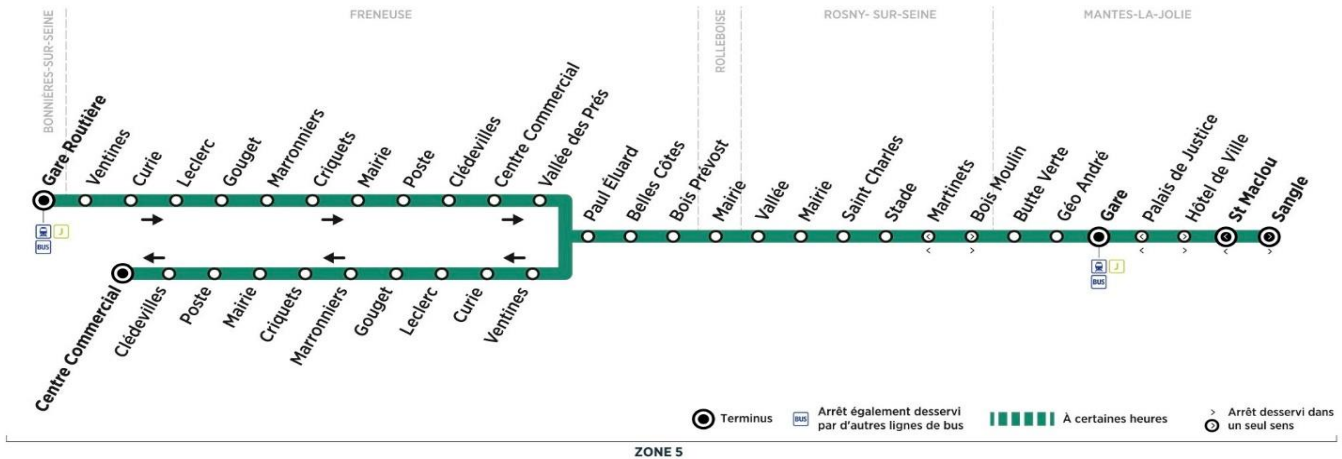 BONNIÈRES-SUR-SEINE
FRENEUSE
ROLLEBOISE
ROSNY- SUR-SEINE
MANTES-LA-JOLIE
Gare Routière
Ventines
Curie
Leclerc
Gouget
Marronniers
Criquets
Mairie
Poste
Clédevilles
Centre Commercial
Vallée des Prés
Paul Éluard
Belles Côtes
Bois Prévost
Mairie
Vallée
Mairie
Saint Charles
Stade
Martinets
Bois Moulin
Butte Verte
Géo André
Gare
Palais de Justice
Hôtel de Ville
St Maclou
Sangle
J
BUS
J
BUS
Centre Commercial
Clédevilles
Poste
Mairie
Criquets
Marronniers
Gouget
Leclerc
Curie
Ventines
Terminus
BUS
Arrêt également desservi
par d'autres lignes de bus
À certaines heures
Arrêt desservi dans
un seul sens
ZONE 5